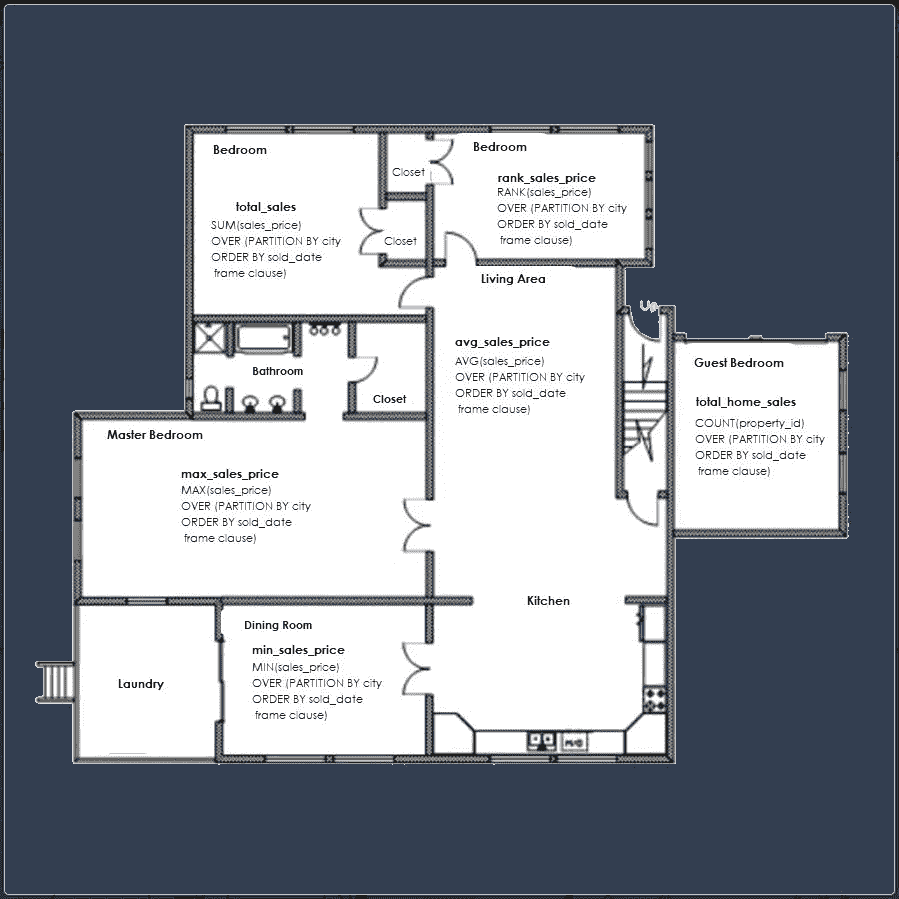 Bedroom
total_sales
SUM(sales_price)
OVER (PARTITION BY city
ORDER BY sold_date
frame clause)
Closet
Closet
Bedroom
rank_sales_price
RANK(sales_price)
OVER (PARTITION BY city
ORDER BY sold_date
frame clause)
Living Area
avg_sales_price
AVG(sales_price)
OVER (PARTITION BY city
ORDER BY sold_date
frame clause)
Up
Guest Bedroom
total_home_sales
COUNT(property_id)
OVER (PARTITION BY city
ORDER BY sold_date
frame clause)
Bathroom
Closet
Master Bedroom
max_sales_price
MAX(sales_price)
OVER (PARTITION BY city
ORDER BY sold_date
frame clause)
Kitchen
Dining Room
min_sales_price
MIN(sales_price)
OVER (PARTITION BY city
ORDER BY sold_date
frame clause)
Laundry